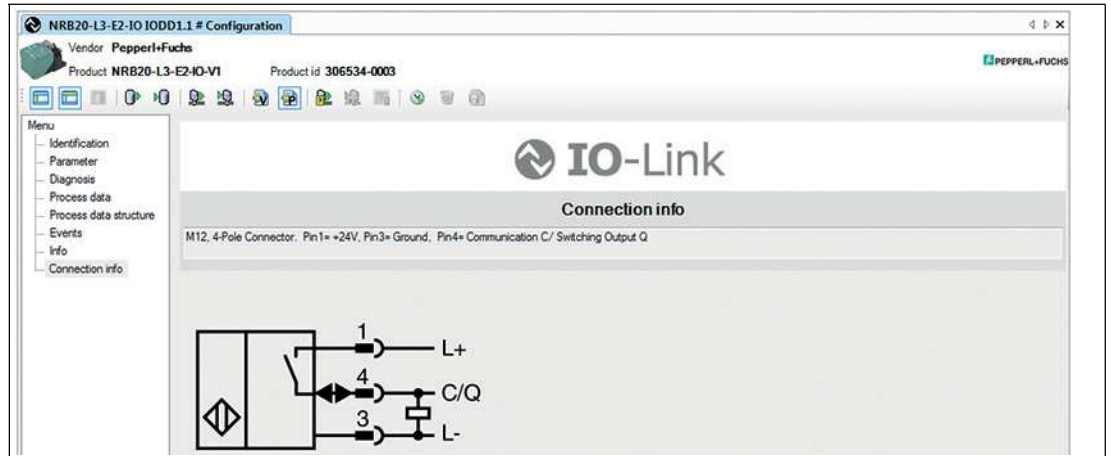 NRB20-L3-E2-IO IODD1.1 # Configuration
Vendor Pepperl+Fuchs
Product NRB20-L3-E2-IO-V1 Product id 306534-0003
PEPPERL+FUCHS
Menu
Identification
Parameter
Diagnosis
Process data
Process data structure
Events
Info
Connection info
IO-Link
Connection info
M12, 4-Pole Connector. Pin1= +24V, Pin3= Ground, Pin4= Communication C/ Switching Output Q
1 L+
4 C/Q
3 L-